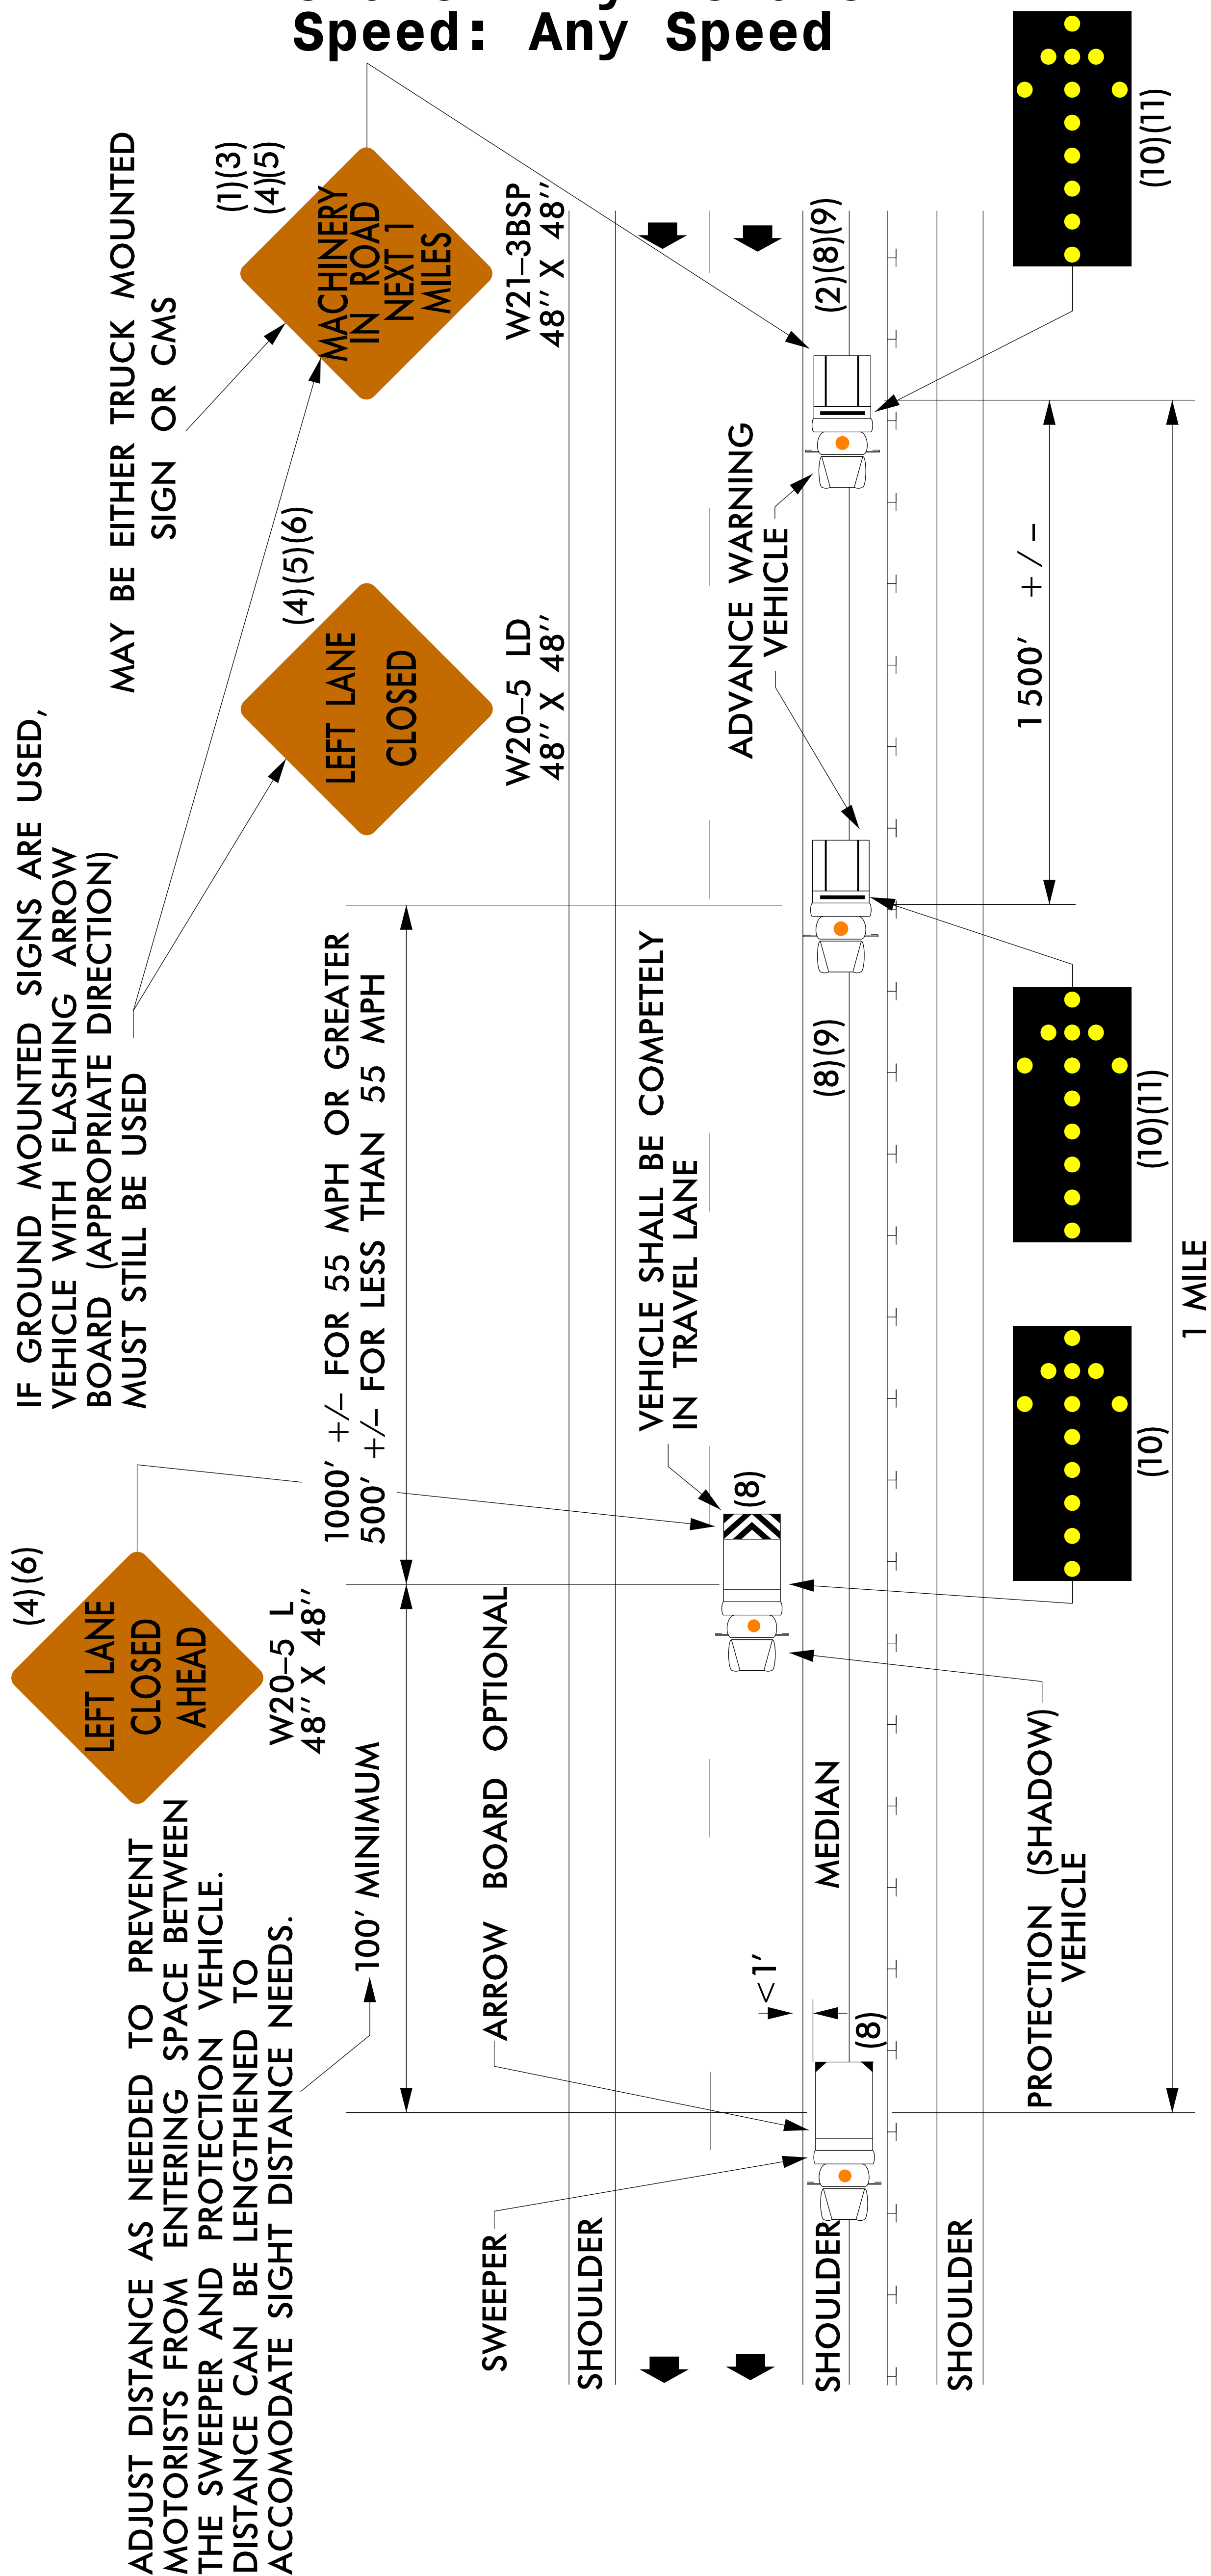 Speed: Any Speed
IF GROUND MOUNTED SIGNS ARE USED,
VEHICLE WITH FLASHING ARROW
BOARD (APPROPRIATE DIRECTION)
MUST STILL BE USED
MAY BE EITHER TRUCK MOUNTED
SIGN OR CMS
(4)(6)
LEFT LANE
CLOSED
AHEAD
W20-5 L
48'' X 48''
(4)(5)(6)
LEFT LANE
CLOSED
W20-5 LD
48'' X 48''
(1)(3)
(4)(5)
MACHINERY
IN ROAD
NEXT 1
MILES
W21-3BSP
48'' X 48''
ADJUST DISTANCE AS NEEDED TO PREVENT
MOTORISTS FROM ENTERING SPACE BETWEEN
THE SWEEPER AND PROTECTION VEHICLE.
DISTANCE CAN BE LENGTHENED TO
ACCOMODATE SIGHT DISTANCE NEEDS.
100' MINIMUM
1000' +/- FOR 55 MPH OR GREATER
500' +/- FOR LESS THAN 55 MPH
SWEEPER
ARROW BOARD OPTIONAL
SHOULDER
VEHICLE SHALL BE COMPETELY
IN TRAVEL LANE
(8)
ADVANCE WARNING
VEHICLE
<1'
SHOULDER
MEDIAN
(8)(9)
(2)(8)(9)
(8)
SHOULDER
PROTECTION (SHADOW)
VEHICLE
1500' +/-
(10)
(10)(11)
(10)(11)
1 MILE